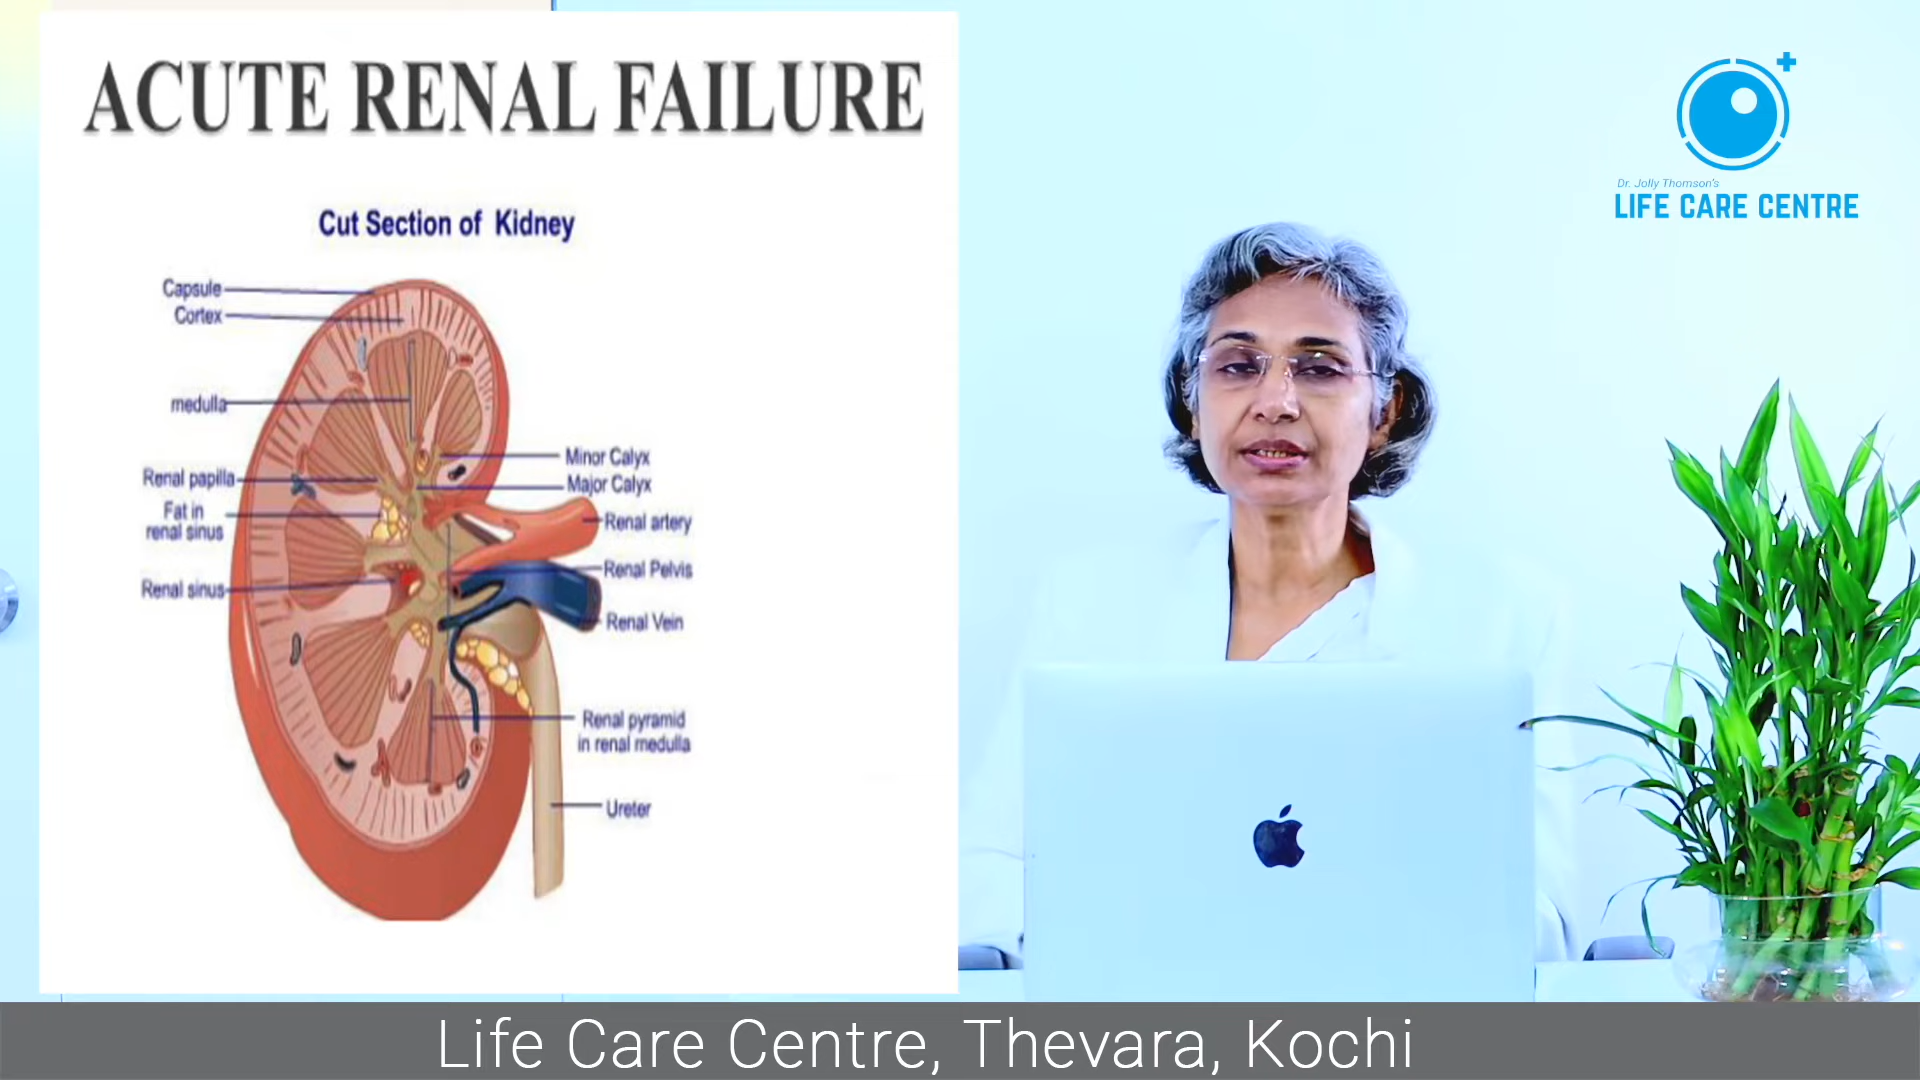 ACUTE RENAL FAILURE
Cut Section of Kidney
Capsule
Cortex
medulla
Renal papilla
Fat in
renal sinus
Renal sinus
Minor Calyx
Major Calyx
Renal artery
Renal Pelvis
Renal Vein
Renal pyramid
in renal medulla
Ureter
Dr. Jolly Thomson's
LIFE CARE CENTRE
Life Care Centre, Thevara, Kochi